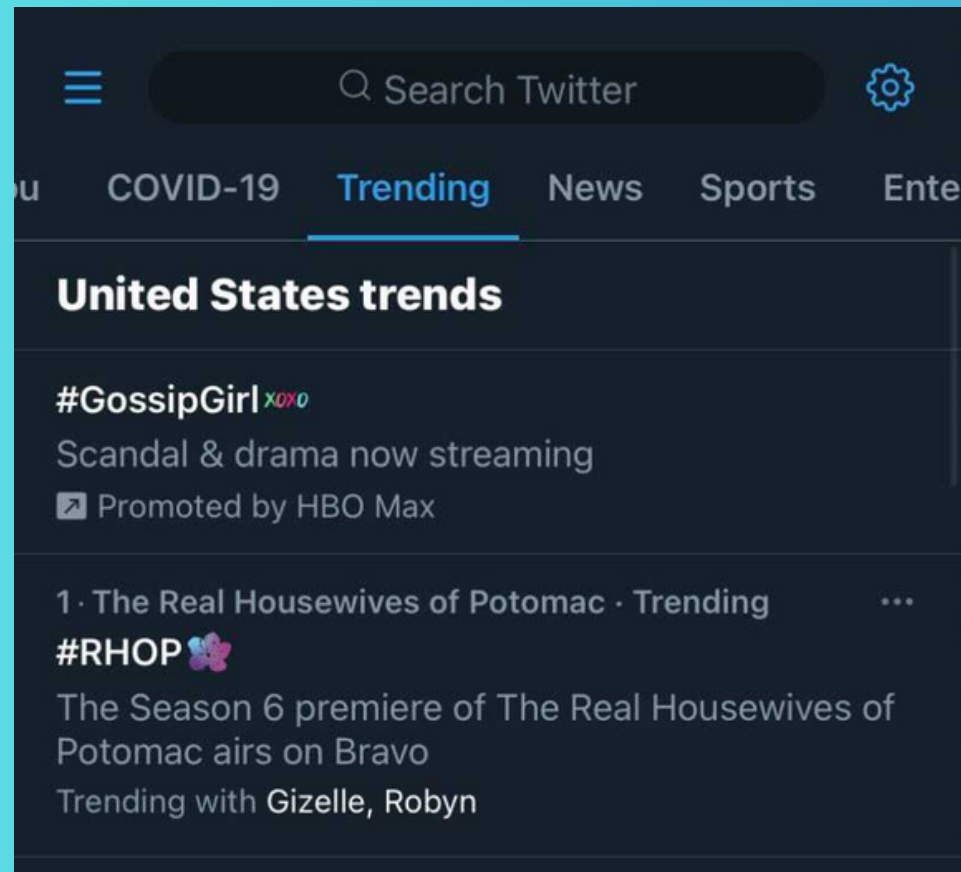 Search Twitter
ou COVID-19 Trending News Sports Ente
United States trends
#GossipGirl XOXO
Scandal & drama now streaming
Promoted by HBO Max
1 · The Real Housewives of Potomac · Trending
#RHOP
The Season 6 premiere of The Real Housewives of
Potomac airs on Bravo
Trending with Gizelle, Robyn